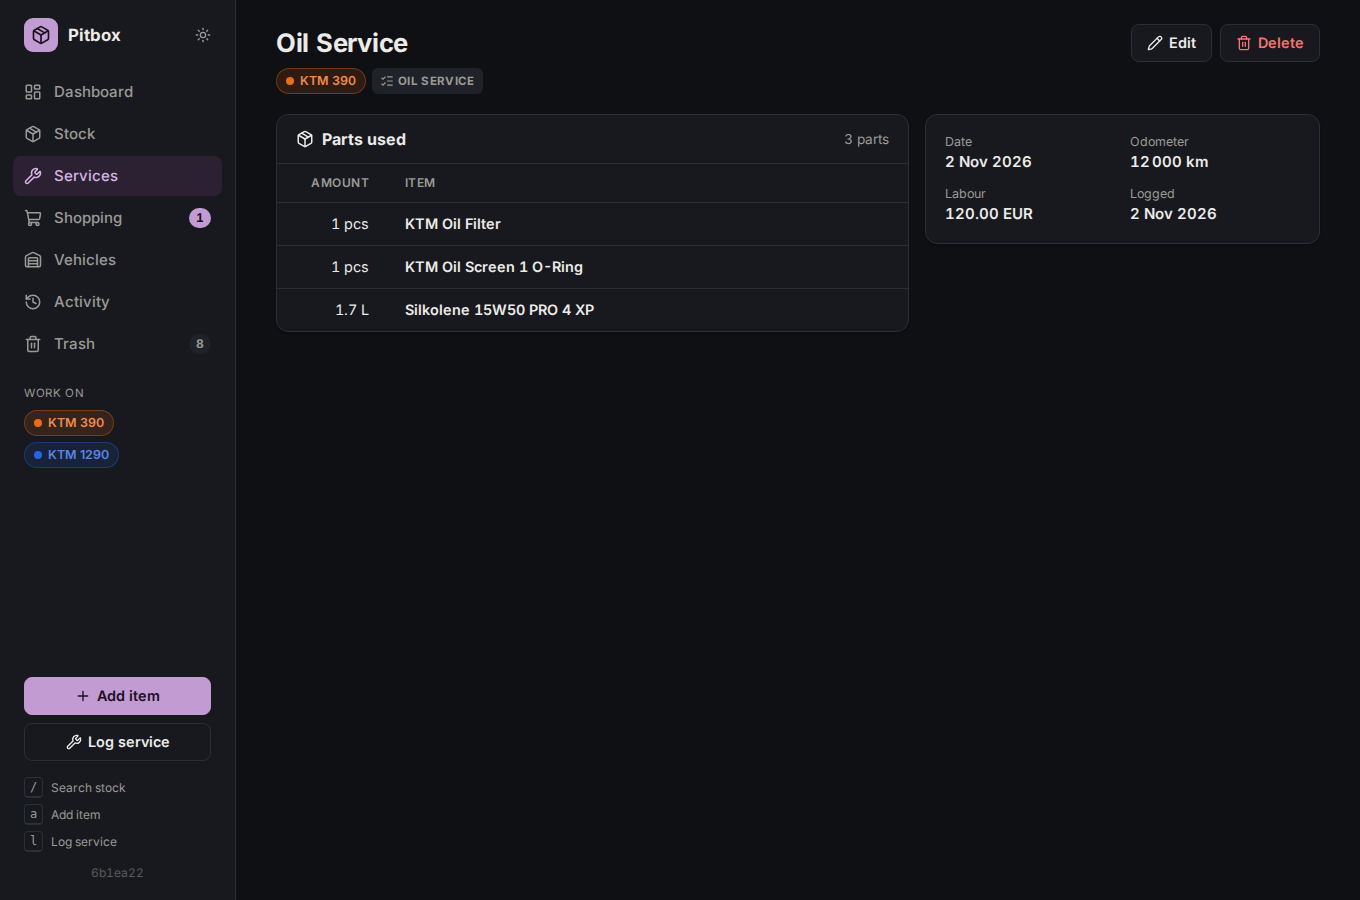 Pitbox
Dashboard
Stock
Services
Shopping 1
Vehicles
Activity
Trash 8
WORK ON
KTM 390
KTM 1290
+ Add item
Log service
/ Search stock
a Add item
l Log service
6b1ea22
Oil Service
Edit Delete
KTM 390 OIL SERVICE
Parts used 3 parts
AMOUNT ITEM
1 pcs KTM Oil Filter
1 pcs KTM Oil Screen 1 O-Ring
1.7 L Silkolene 15W50 PRO 4 XP
Date Odometer
2 Nov 2026 12 000 km
Labour Logged
120.00 EUR 2 Nov 2026